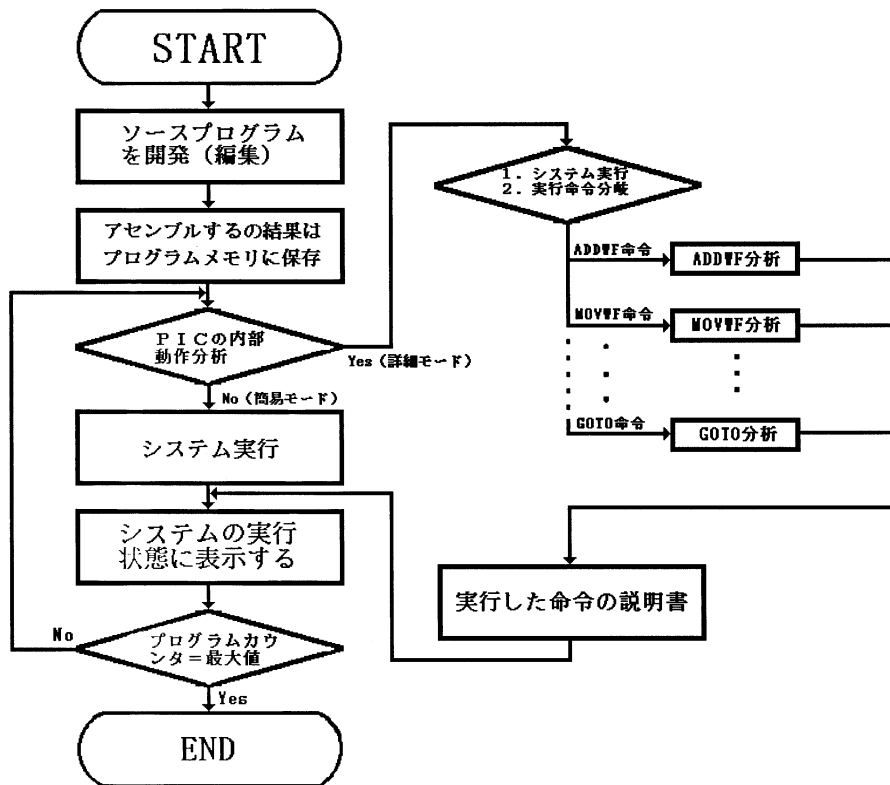 START
ソースプログラム
を開発（編集）
アセンブルするの結果は
プログラムメモリに保存
PICの内部
動作分析
Yes（詳細モード）
No（簡易モード）
システム実行
システムの実行
状態に表示する
プログラムカウ
ンタ＝最大値
No
Yes
END
1. システム実行
2. 実行命令分岐
ADDWF命令
ADDWF分析
MOVWF命令
MOVWF分析
GOTO命令
GOTO分析
実行した命令の説明書